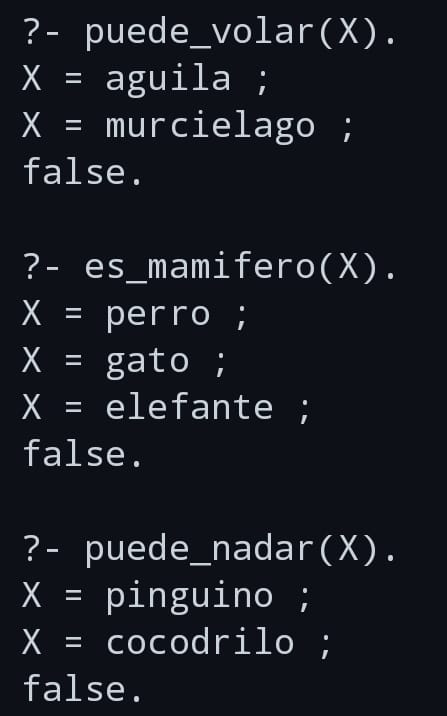 ?- puede_volar(X).
X = aguila ;
X = murcielago ;
false.

?- es_mamifero(X).
X = perro ;
X = gato ;
X = elefante ;
false.

?- puede_nadar(X).
X = pinguino ;
X = cocodrilo ;
false.